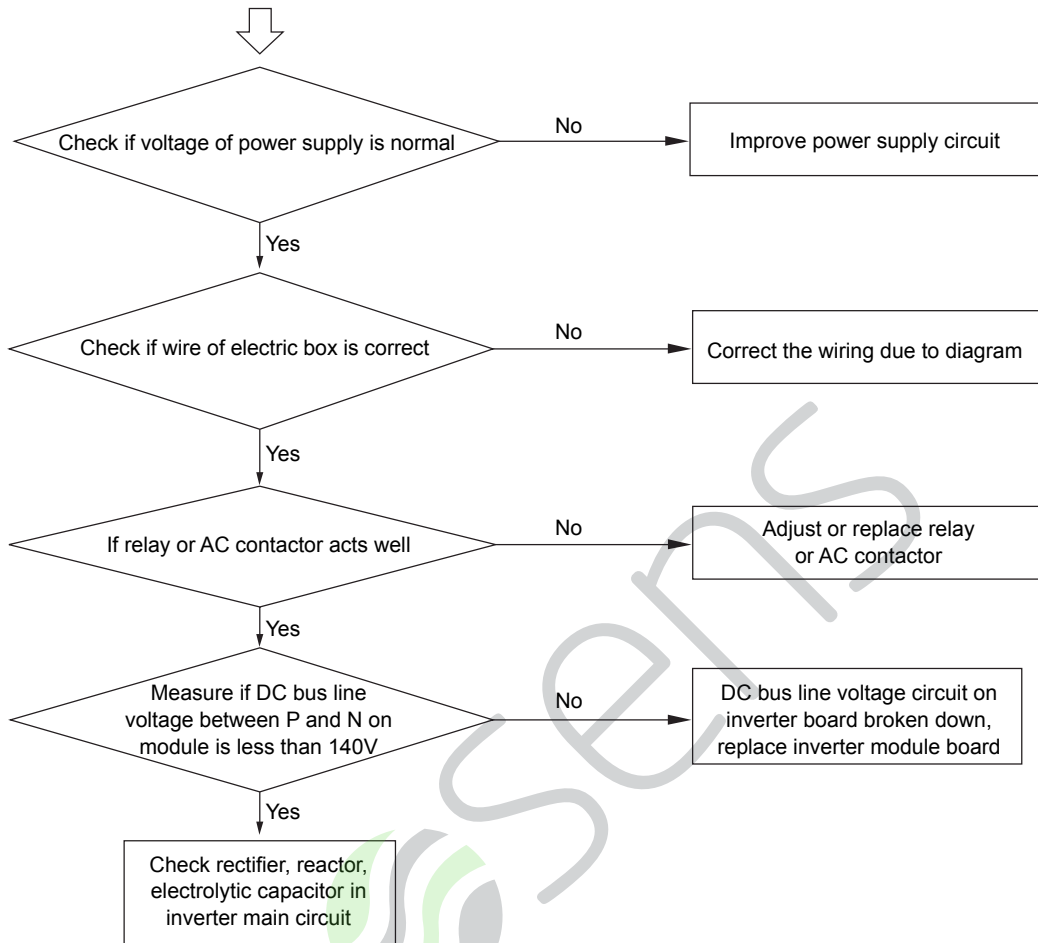 Check if voltage of power supply is normal
No
Improve power supply circuit
Yes
Check if wire of electric box is correct
No
Correct the wiring due to diagram
Yes
If relay or AC contactor acts well
No
Adjust or replace relay
or AC contactor
Yes
Measure if DC bus line
voltage between P and N on
module is less than 140V
No
DC bus line voltage circuit on
inverter board broken down,
replace inverter module board
Yes
Check rectifier, reactor,
electrolytic capacitor in
inverter main circuit
sens